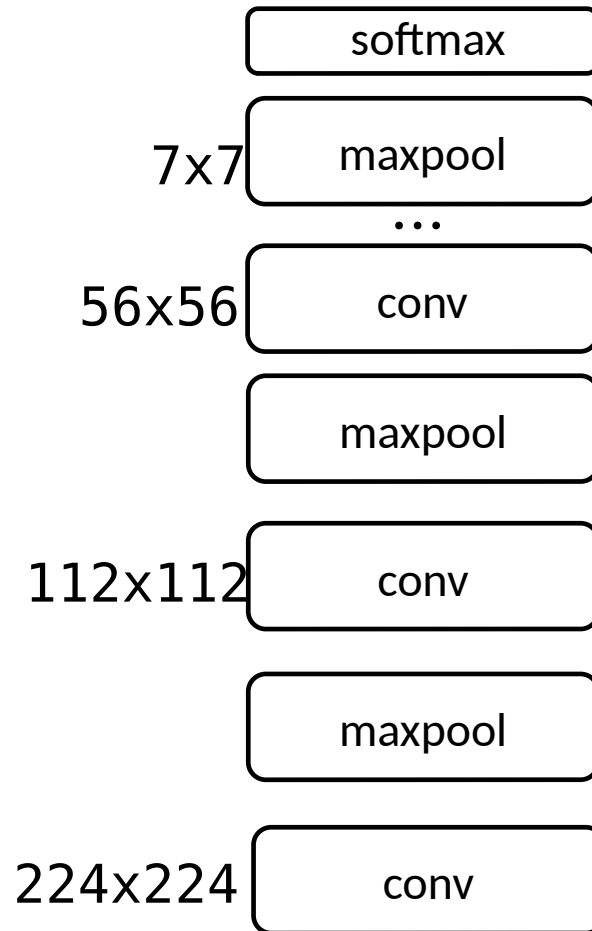 softmax
7x7 maxpool
...
56x56 conv
maxpool
112x112 conv
maxpool
224x224 conv